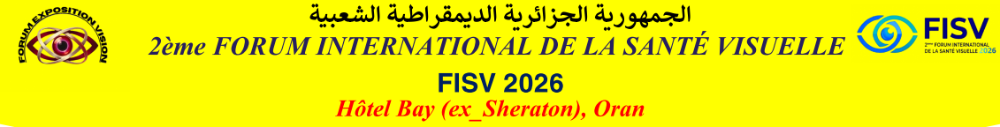 FORUM EXPOSITION VISION
الجمهورية الجزائرية الديمقراطية الشعبية
2ème FORUM INTERNATIONAL DE LA SANTÉ VISUELLE
FISV 2026
Hôtel Bay (ex_Sheraton), Oran
FISV
2ème FORUM INTERNATIONAL
DE LA SANTÉ VISUELLE 2026